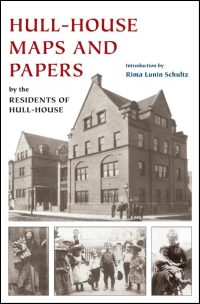 HULL-HOUSE
MAPS AND
PAPERS
by the
RESIDENTS OF
HULL-HOUSE
Introduction by
Rima Lunin Schultz